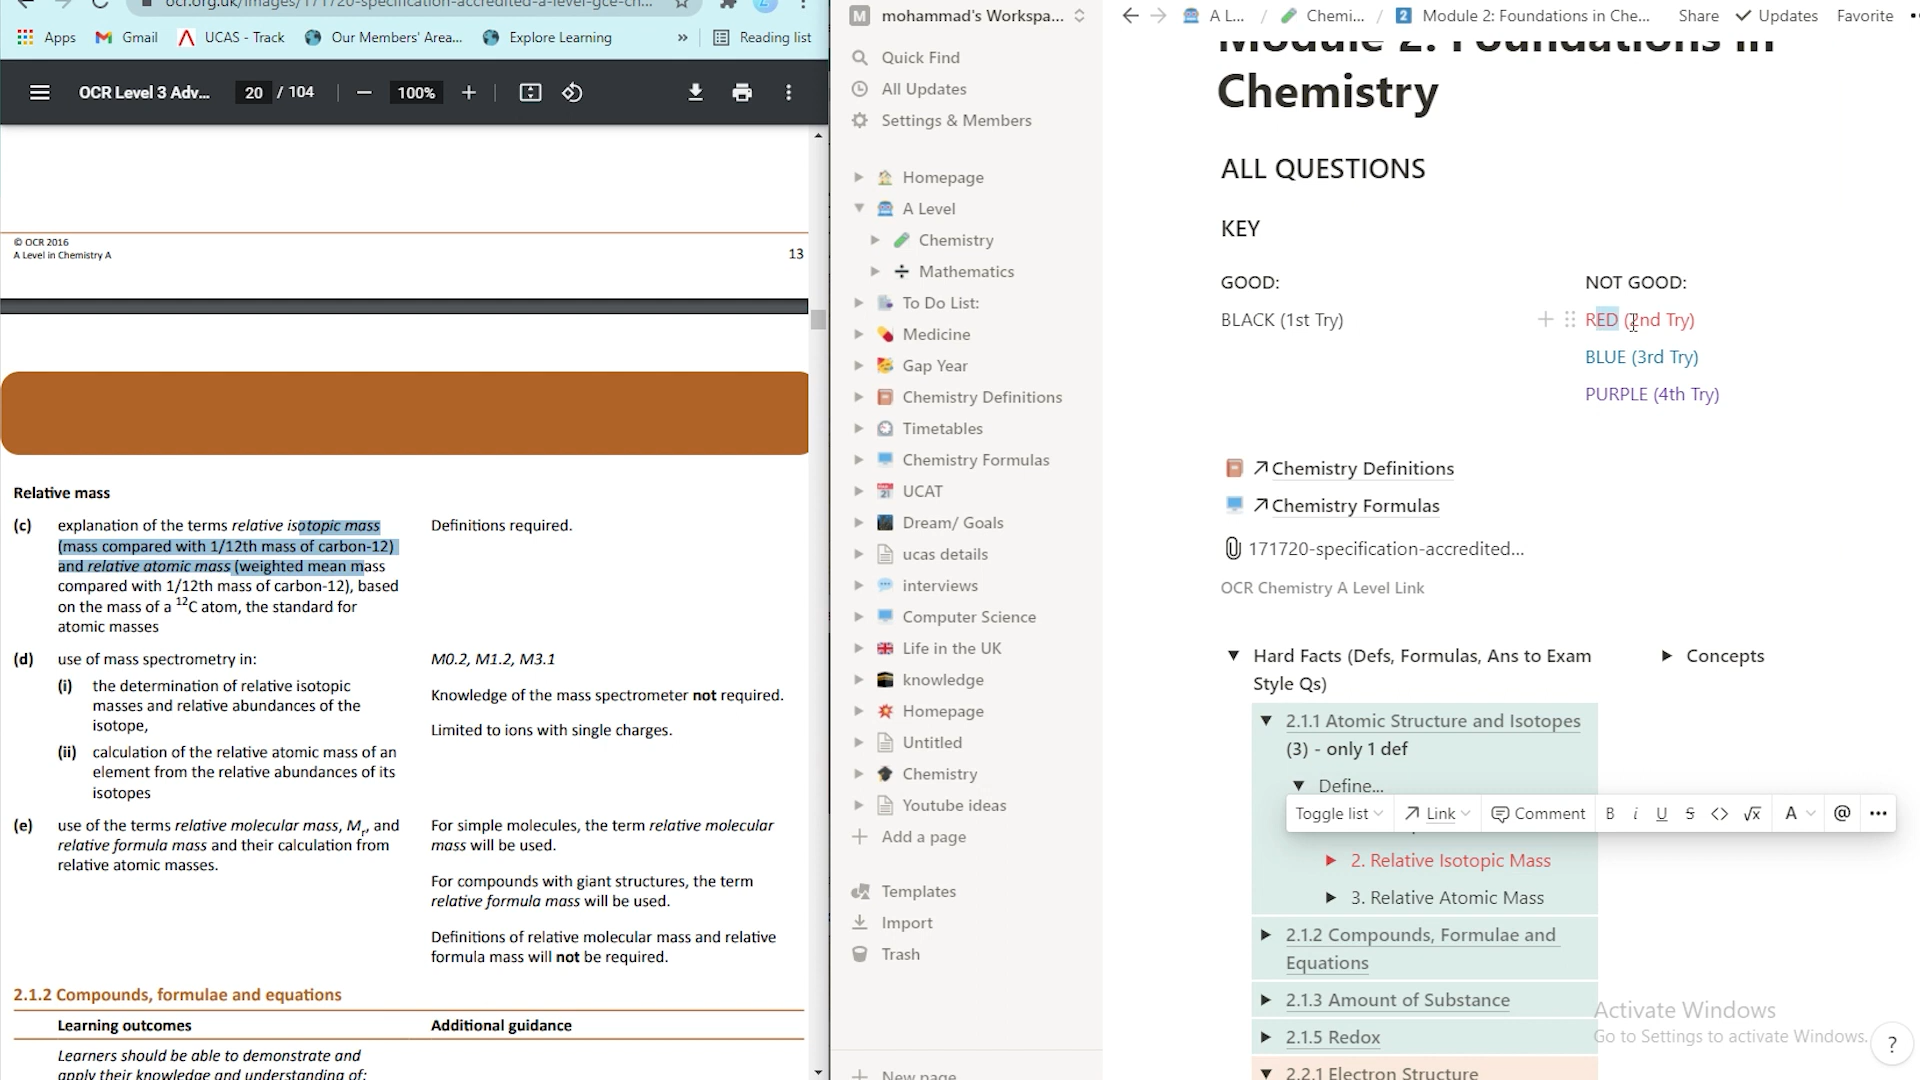 ocr.org.uk/images/171720-specification-accredited-a-level-gce-ch...
Apps
Gmail
UCAS - Track
Our Members' Area...
Explore Learning
»
Reading list
OCR Level 3 Adv...
20 / 104
100%
© OCR 2016
A Level in Chemistry A
13
Relative mass
(c) explanation of the terms relative isotopic mass
(mass compared with 1/12th mass of carbon-12)
and relative atomic mass (weighted mean mass
compared with 1/12th mass of carbon-12), based
on the mass of a 12C atom, the standard for
atomic masses
Definitions required.
(d) use of mass spectrometry in:
(i) the determination of relative isotopic
masses and relative abundances of the
isotope,
(ii) calculation of the relative atomic mass of an
element from the relative abundances of its
isotopes
M0.2, M1.2, M3.1
Knowledge of the mass spectrometer not required.
Limited to ions with single charges.
(e) use of the terms relative molecular mass, Mr, and
relative formula mass and their calculation from
relative atomic masses.
For simple molecules, the term relative molecular
mass will be used.
For compounds with giant structures, the term
relative formula mass will be used.
Definitions of relative molecular mass and relative
formula mass will not be required.
2.1.2 Compounds, formulae and equations
Learning outcomes
Additional guidance
Learners should be able to demonstrate and
apply their knowledge and understanding of:
M mohammad's Workspa...
Quick Find
All Updates
Settings & Members
Homepage
A Level
Chemistry
Mathematics
To Do List:
Medicine
Gap Year
Chemistry Definitions
Timetables
Chemistry Formulas
UCAT
Dream/ Goals
ucas details
interviews
Computer Science
Life in the UK
knowledge
Homepage
Untitled
Chemistry
Youtube ideas
Add a page
Templates
Import
Trash
New page
A L... / Chemi... / 2 Module 2: Foundations in Che...
Share
Updates
Favorite
Module 2: Foundations in
Chemistry
ALL QUESTIONS
KEY
GOOD:
BLACK (1st Try)
NOT GOOD:
RED (2nd Try)
BLUE (3rd Try)
PURPLE (4th Try)
Chemistry Definitions
Chemistry Formulas
171720-specification-accredited...
OCR Chemistry A Level Link
Hard Facts (Defs, Formulas, Ans to Exam
Style Qs)
Concepts
2.1.1 Atomic Structure and Isotopes
(3) - only 1 def
Define...
Toggle list
Link
Comment
B i U S <> √x A @ •••
2. Relative Isotopic Mass
3. Relative Atomic Mass
2.1.2 Compounds, Formulae and
Equations
2.1.3 Amount of Substance
2.1.5 Redox
2.2.1 Electron Structure
Activate Windows
Go to Settings to activate Windows.
?